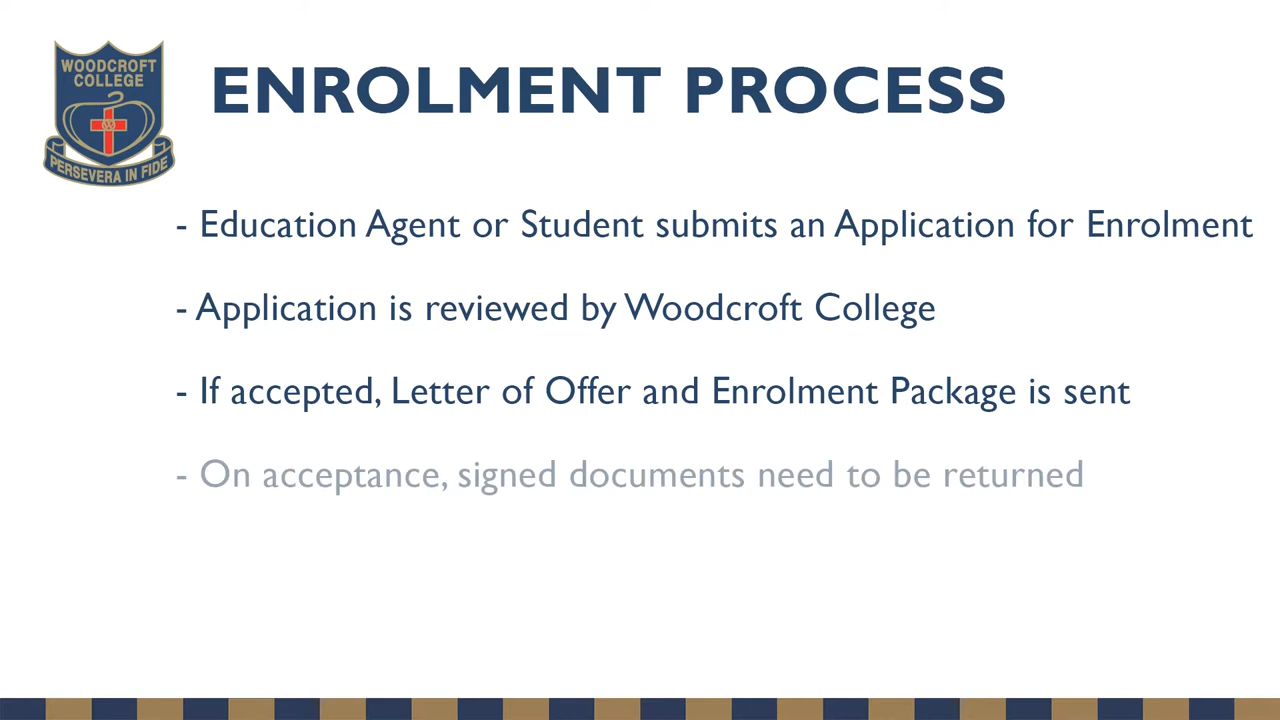 WOODCROFT
COLLEGE
PERSEVERA IN FIDE
ENROLMENT PROCESS
- Education Agent or Student submits an Application for Enrolment
- Application is reviewed by Woodcroft College
- If accepted, Letter of Offer and Enrolment Package is sent
- On acceptance, signed documents need to be returned